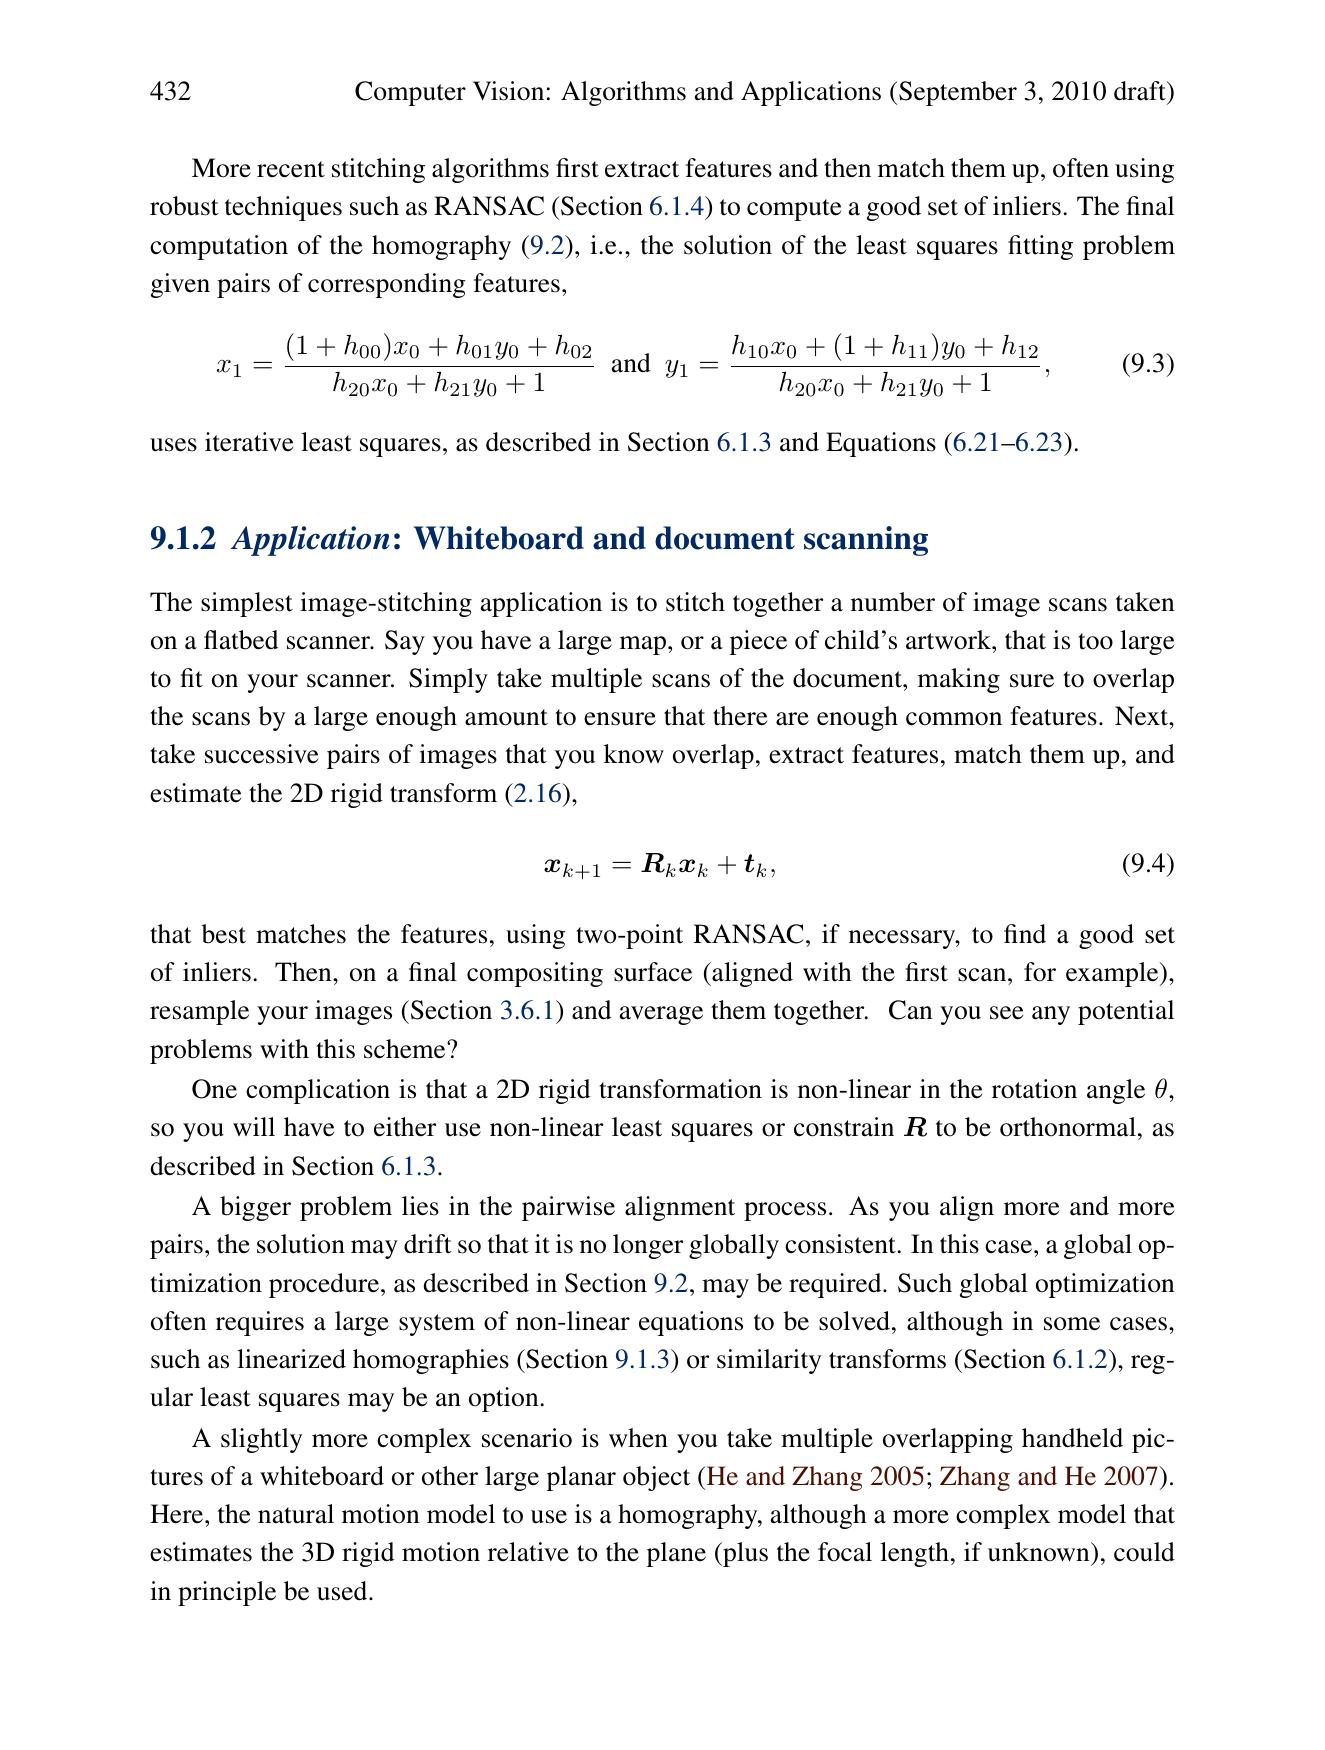 432 Computer Vision: Algorithms and Applications (September 3, 2010 draft)
More recent stitching algorithms first extract features and then match them up, often using
robust techniques such as RANSAC (Section 6.1.4) to compute a good set of inliers. The final
computation of the homography (9.2), i.e., the solution of the least squares fitting problem
given pairs of corresponding features,
x_1 = \frac{(1 + h_{00})x_0 + h_{01}y_0 + h_{02}}{h_{20}x_0 + h_{21}y_0 + 1} and y_1 = \frac{h_{10}x_0 + (1 + h_{11})y_0 + h_{12}}{h_{20}x_0 + h_{21}y_0 + 1}, (9.3)
uses iterative least squares, as described in Section 6.1.3 and Equations (6.21–6.23).
9.1.2 Application: Whiteboard and document scanning
The simplest image-stitching application is to stitch together a number of image scans taken
on a flatbed scanner. Say you have a large map, or a piece of child's artwork, that is too large
to fit on your scanner. Simply take multiple scans of the document, making sure to overlap
the scans by a large enough amount to ensure that there are enough common features. Next,
take successive pairs of images that you know overlap, extract features, match them up, and
estimate the 2D rigid transform (2.16),
x_{k+1} = R_k x_k + t_k, (9.4)
that best matches the features, using two-point RANSAC, if necessary, to find a good set
of inliers. Then, on a final compositing surface (aligned with the first scan, for example),
resample your images (Section 3.6.1) and average them together. Can you see any potential
problems with this scheme?
One complication is that a 2D rigid transformation is non-linear in the rotation angle θ,
so you will have to either use non-linear least squares or constrain R to be orthonormal, as
described in Section 6.1.3.
A bigger problem lies in the pairwise alignment process. As you align more and more
pairs, the solution may drift so that it is no longer globally consistent. In this case, a global op-
timization procedure, as described in Section 9.2, may be required. Such global optimization
often requires a large system of non-linear equations to be solved, although in some cases,
such as linearized homographies (Section 9.1.3) or similarity transforms (Section 6.1.2), reg-
ular least squares may be an option.
A slightly more complex scenario is when you take multiple overlapping handheld pic-
tures of a whiteboard or other large planar object (He and Zhang 2005; Zhang and He 2007).
Here, the natural motion model to use is a homography, although a more complex model that
estimates the 3D rigid motion relative to the plane (plus the focal length, if unknown), could
in principle be used.